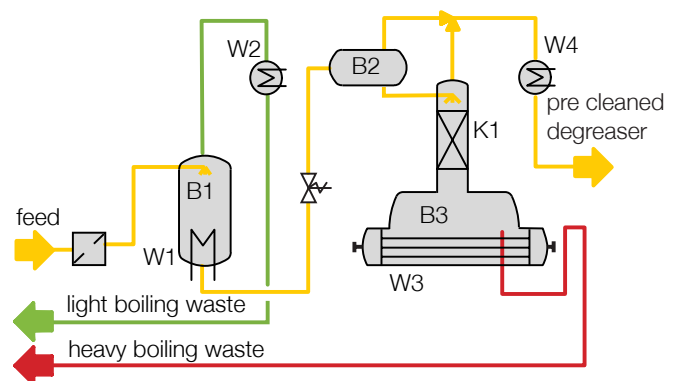 W2
B2
W4
pre cleaned
degreaser
K1
B1
feed
B3
W1
W3
light boiling waste
heavy boiling waste